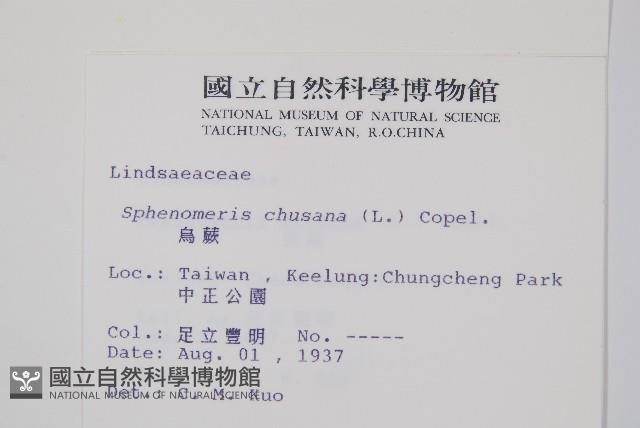 國立自然科學博物館
NATIONAL MUSEUM OF NATURAL SCIENCE
TAICHUNG, TAIWAN, R.O.CHINA
Lindsaeaceae
Sphenomeris chusana (L.) Copel.
烏蕨
Loc.: Taiwan , Keelung:Chungcheng Park
中正公園
Col.: 足立豐明 No. -----
Date: Aug. 01 , 1937
Det.: C. M. Kuo
國立自然科學博物館
NATIONAL MUSEUM OF NATURAL SCIENCE